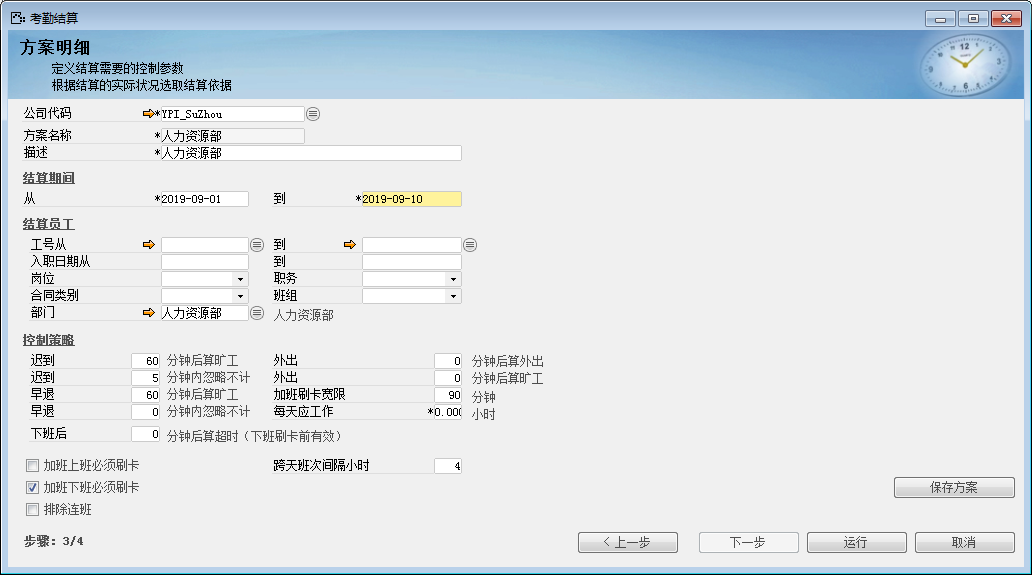 考勤结算
方案明细
定义结算需要的控制参数
根据结算的实际状况选取结算依据
公司代码 *YPI_SuZhou
方案名称 *人力资源部
描述 *人力资源部
结算期间
从 *2019-09-01 到 *2019-09-10
结算员工
工号从 到
入职日期从 到
岗位 职务
合同类别 班组
部门 人力资源部 人力资源部
控制策略
迟到 60 分钟后算旷工 外出 0 分钟后算外出
迟到 5 分钟内忽略不计 外出 0 分钟后算旷工
早退 60 分钟后算旷工 加班刷卡宽限 90 分钟
早退 0 分钟内忽略不计 每天应工作 *0.000 小时
下班后 0 分钟后算超时（下班刷卡前有效）
加班上班必须刷卡 跨天班次间隔小时 4
加班下班必须刷卡 保存方案
排除连班
步骤: 3/4 < 上一步 下一步 运行 取消